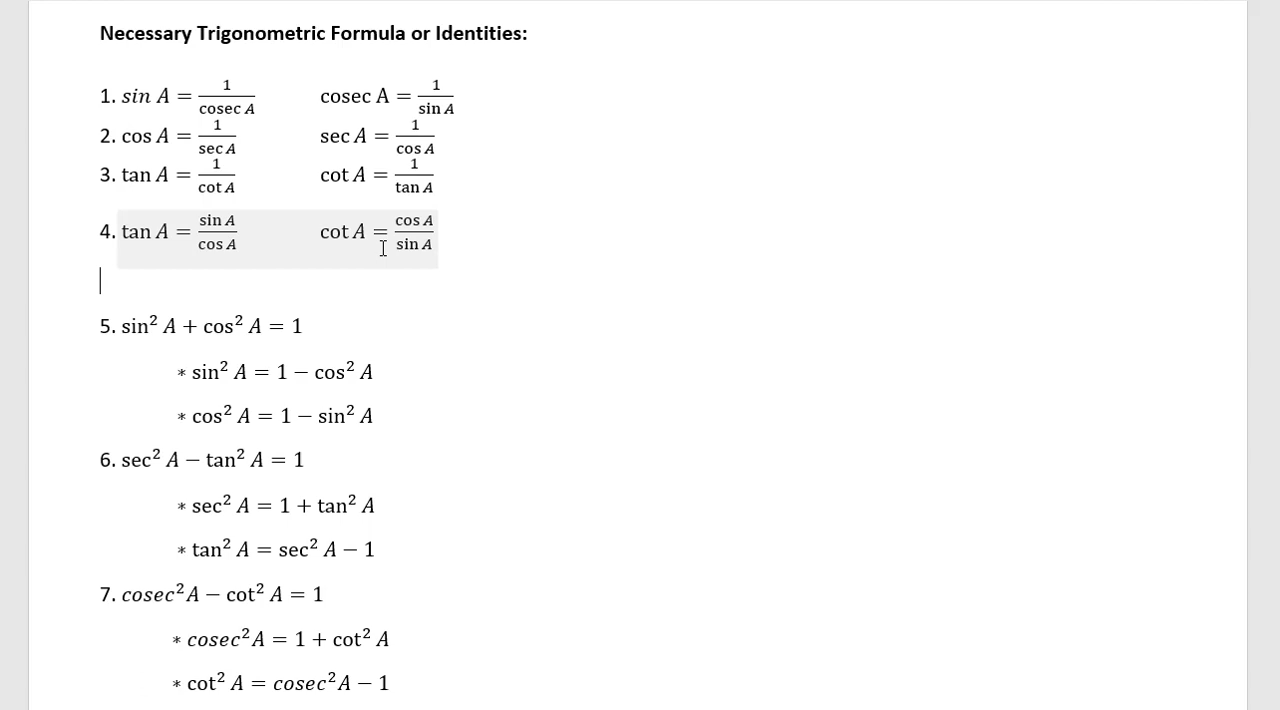 Necessary Trigonometric Formula or Identities:
1. sin A = 1/cosec A    cosec A = 1/sin A
2. cos A = 1/sec A    sec A = 1/cos A
3. tan A = 1/cot A    cot A = 1/tan A
4. tan A = sin A/cos A    cot A = cos A/sin A
5. sin² A + cos² A = 1
* sin² A = 1 − cos² A
* cos² A = 1 − sin² A
6. sec² A − tan² A = 1
* sec² A = 1 + tan² A
* tan² A = sec² A − 1
7. cosec² A − cot² A = 1
* cosec² A = 1 + cot² A
* cot² A = cosec² A − 1